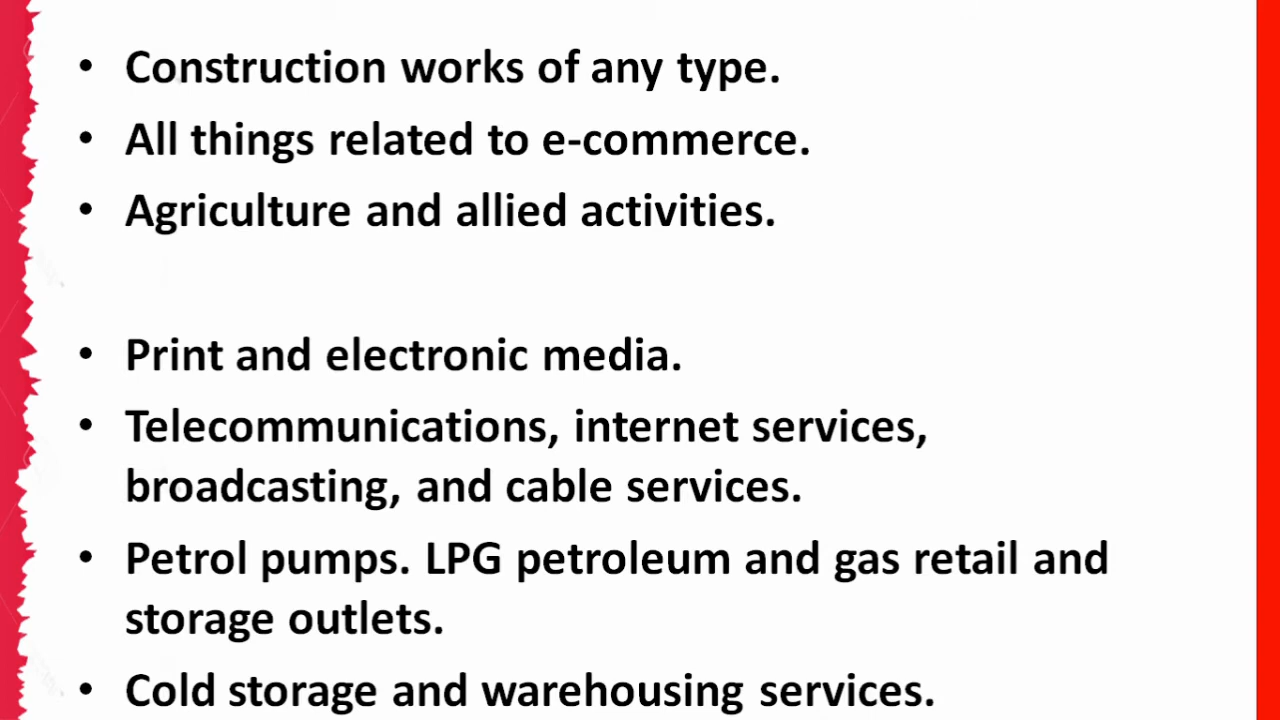 • Construction works of any type.
• All things related to e-commerce.
• Agriculture and allied activities.
• Print and electronic media.
• Telecommunications, internet services,
broadcasting, and cable services.
• Petrol pumps. LPG petroleum and gas retail and
storage outlets.
• Cold storage and warehousing services.